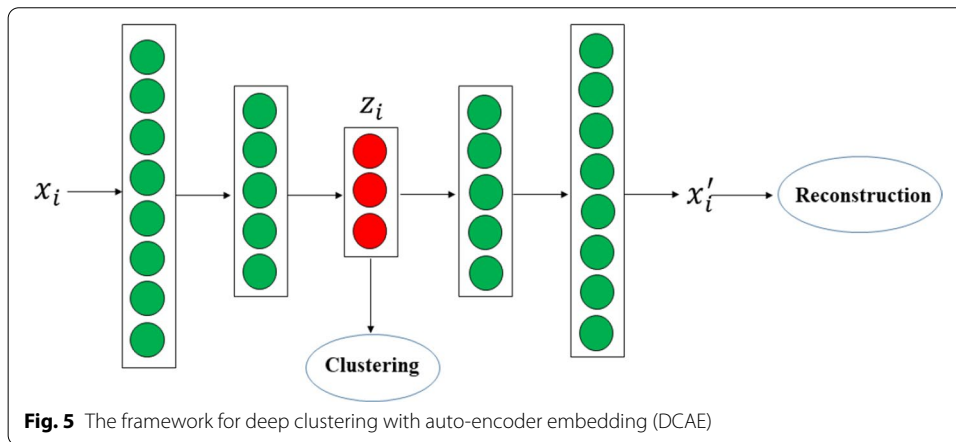 z_i
x_i
x'_i
Reconstruction
Clustering
Fig. 5 The framework for deep clustering with auto-encoder embedding (DCAE)